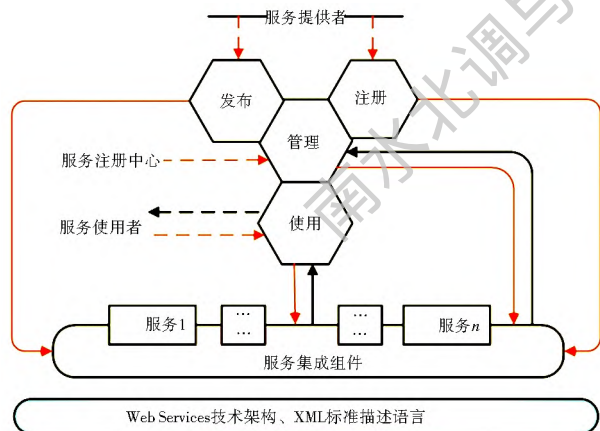 服务提供者
发布
注册
管理
服务注册中心
使用
服务使用者
服务1
……
……
服务n
服务集成组件
Web Services技术架构、XML标准描述语言
南水北调与